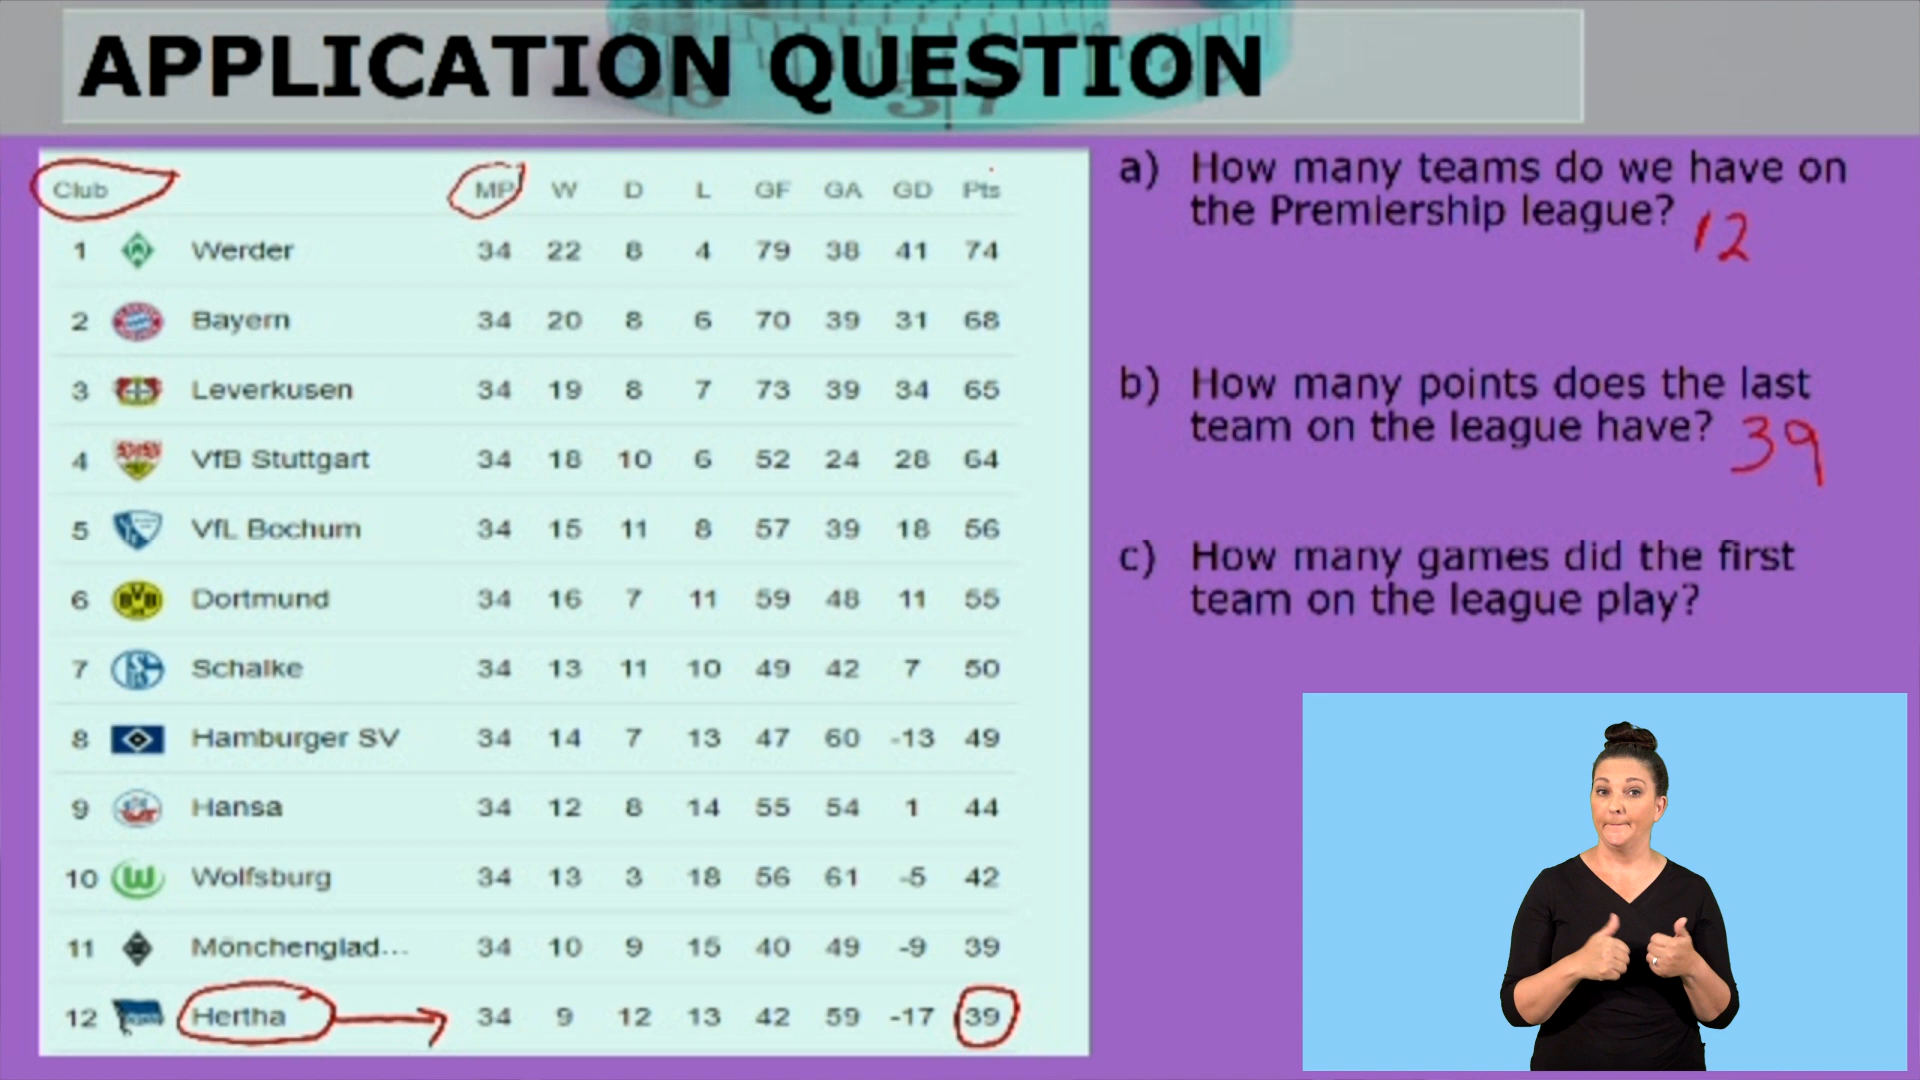 APPLICATION QUESTION
Club MP W D L GF GA GD Pts
1 Werder 34 22 8 4 79 38 41 74
2 Bayern 34 20 8 6 70 39 31 68
3 Leverkusen 34 19 8 7 73 39 34 65
4 VfB Stuttgart 34 18 10 6 52 24 28 64
5 VfL Bochum 34 15 11 8 57 39 18 56
6 Dortmund 34 16 7 11 59 48 11 55
7 Schalke 34 13 11 10 49 42 7 50
8 Hamburger SV 34 14 7 13 47 60 -13 49
9 Hansa 34 12 8 14 55 54 1 44
10 Wolfsburg 34 13 3 18 56 61 -5 42
11 Mönchenglad... 34 10 9 15 40 49 -9 39
12 Hertha 34 9 12 13 42 59 -17 39
a) How many teams do we have on
the Premiership league? 12
b) How many points does the last
team on the league have? 39
c) How many games did the first
team on the league play?